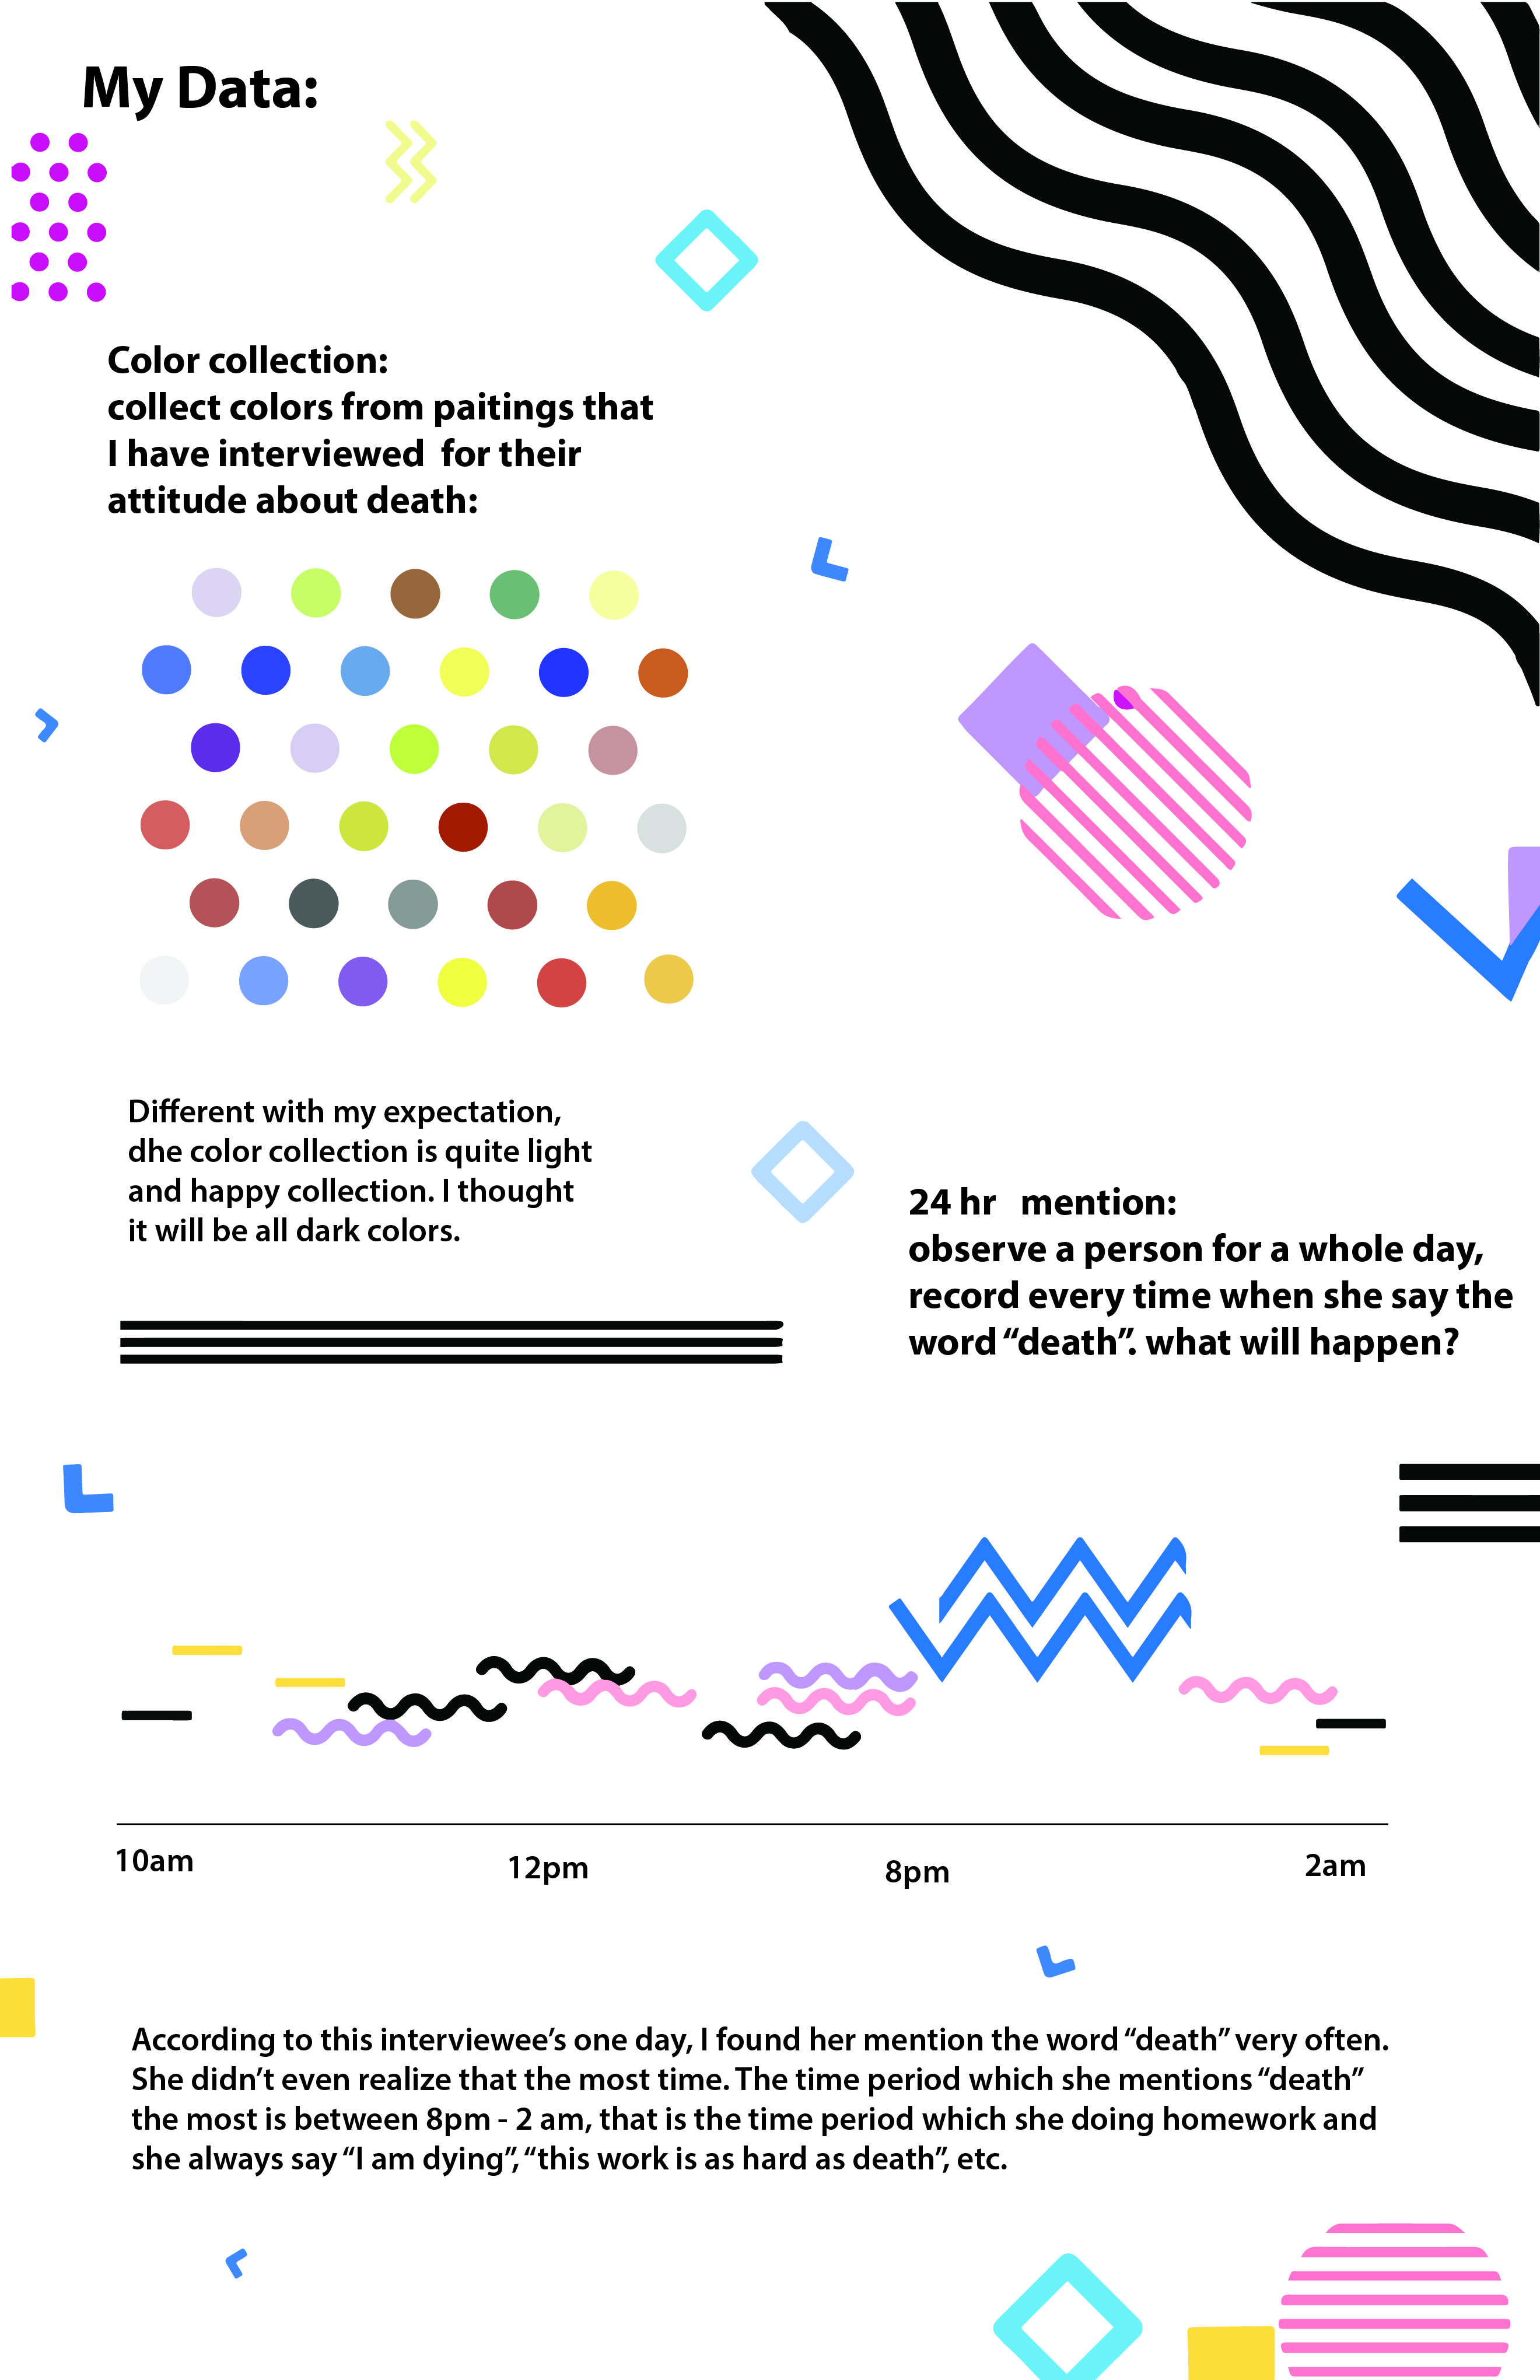 My Data:
Color collection:
collect colors from paitings that
I have interviewed  for their
attitude about death:
Different with my expectation,
dhe color collection is quite light
and happy collection. I thought
it will be all dark colors.
24 hr   mention:
observe a person for a whole day,
record every time when she say the
word “death”. what will happen?
10am
12pm
8pm
2am
According to this interviewee’s one day, I found her mention the word “death” very often.
She didn’t even realize that the most time. The time period which she mentions “death”
the most is between 8pm - 2 am, that is the time period which she doing homework and
she always say “I am dying”, “this work is as hard as death”, etc.